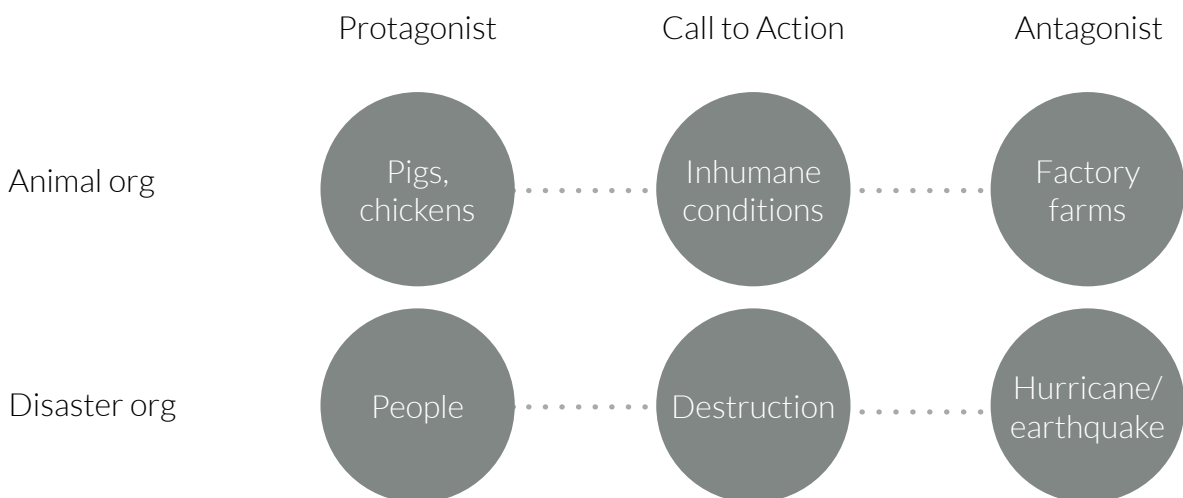 Protagonist
Call to Action
Antagonist
Animal org
Pigs,
chickens
Inhumane
conditions
Factory
farms
Disaster org
People
Destruction
Hurricane/
earthquake